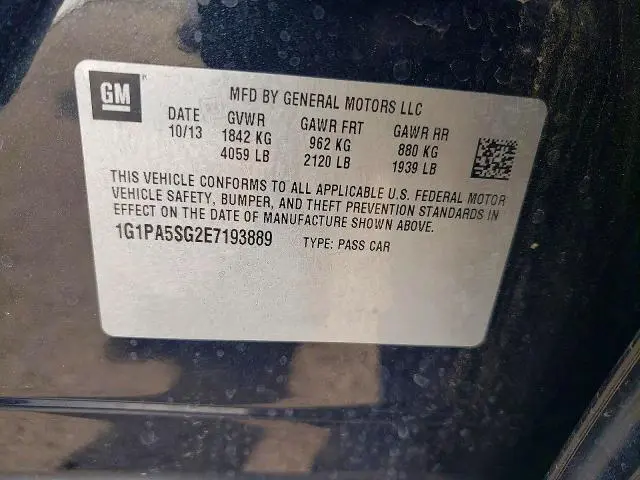 GM
MFD BY GENERAL MOTORS LLC
DATE GVWR GAWR FRT GAWR RR
10/13 1842 KG 962 KG 880 KG
4059 LB 2120 LB 1939 LB
THIS VEHICLE CONFORMS TO ALL APPLICABLE U.S. FEDERAL MOTOR
VEHICLE SAFETY, BUMPER, AND THEFT PREVENTION STANDARDS IN
EFFECT ON THE DATE OF MANUFACTURE SHOWN ABOVE.
1G1PA5SG2E7193889 TYPE: PASS CAR